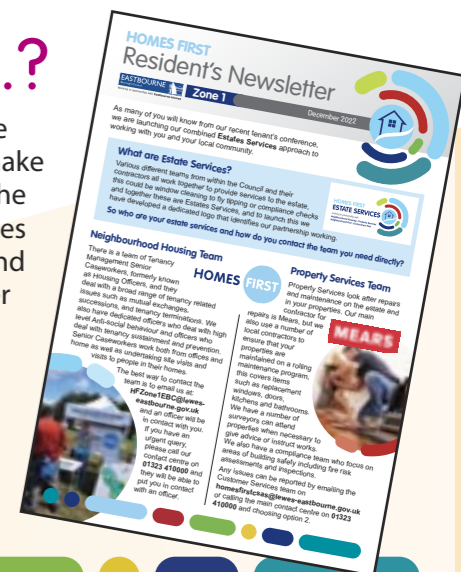 ...?
ake
he
es
nd
r
HOMES FIRST
Resident's Newsletter
EASTBOURNE
Zone 1
December 2022
As many of you will know from our recent tenant's conference,
we are launching our combined Estates Services approach to
working with you and your local community.
What are Estate Services?
Various different teams from within the Council and their
contractors all work together to provide services to the estate,
this could be window cleaning to fly tipping or compliance checks
and together these are Estates Services, and to launch this we
have developed a dedicated logo that identifies our partnership working.
HOMES FIRST
ESTATE SERVICES
So who are your estate services and how do you contact the team you need directly?
Neighbourhood Housing Team
There is a team of Tenancy
Management Senior
Caseworkers, formerly known
as Housing Officers, and they
deal with a broad range of tenancy related
issues such as mutual exchanges,
successions, and tenancy terminations. We
also have dedicated officers who deal with high
level Anti-social behaviour and officers who
deal with tenancy sustainment and prevention.
Senior Caseworkers work both from offices and
home as well as undertaking site visits and
visits to people in their homes.
The best way to contact the
team is to email us at:
HFZone1EBC@lewes-
eastbourne.gov.uk
and an officer will be
in contact with you.
If you have an
urgent query,
please call our
contact centre on
01323 410000 and
they will be able to
put you in contact
with an officer.
HOMES FIRST
Property Services Team
Property Services look after repairs
and maintenance on the estate and
in your properties. Our main
contractor for
repairs is Mears, but we
also use a number of
local contractors to
ensure that your
properties are
maintained on a rolling
maintenance program,
this covers items
such as replacement
windows, doors,
kitchens and bathrooms.
We have a number of
surveyors can attend
properties when necessary to
give advice or instruct works.
We also have a compliance team who focus on
areas of building safety including fire risk
assessments and inspections.
Any issues can be reported by emailing the
Customer Services team on
homesfirstcsas@lewes-eastbourne.gov.uk
or calling the main contact centre on 01323
410000 and choosing option 2.
MEARS